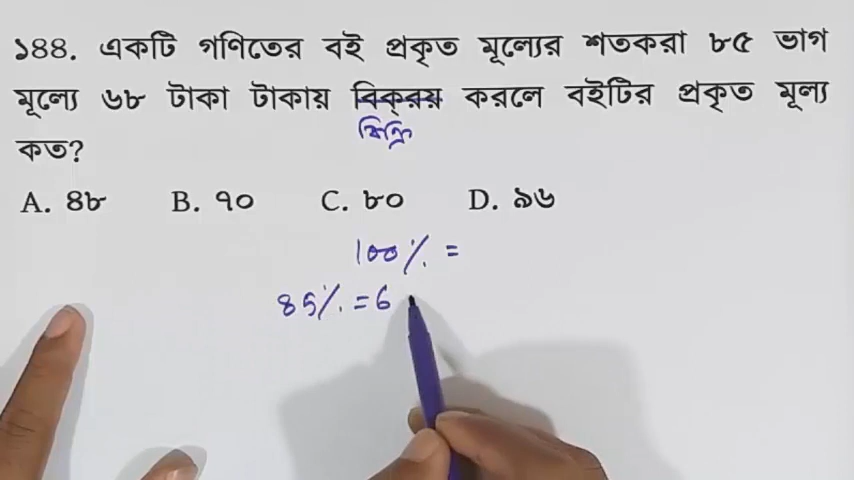 ১৪৪. একটি গণিতের বই প্রকৃত মূল্যের শতকরা ৮৫ ভাগ
মূল্যে ৬৮ টাকা টাকায় বিক্রয় করলে বইটির প্রকৃত মূল্য
বিক্রি
কত?
A. ৪৮ B. ৭০ C. ৮০ D. ৯৬
100% =
85% = 6